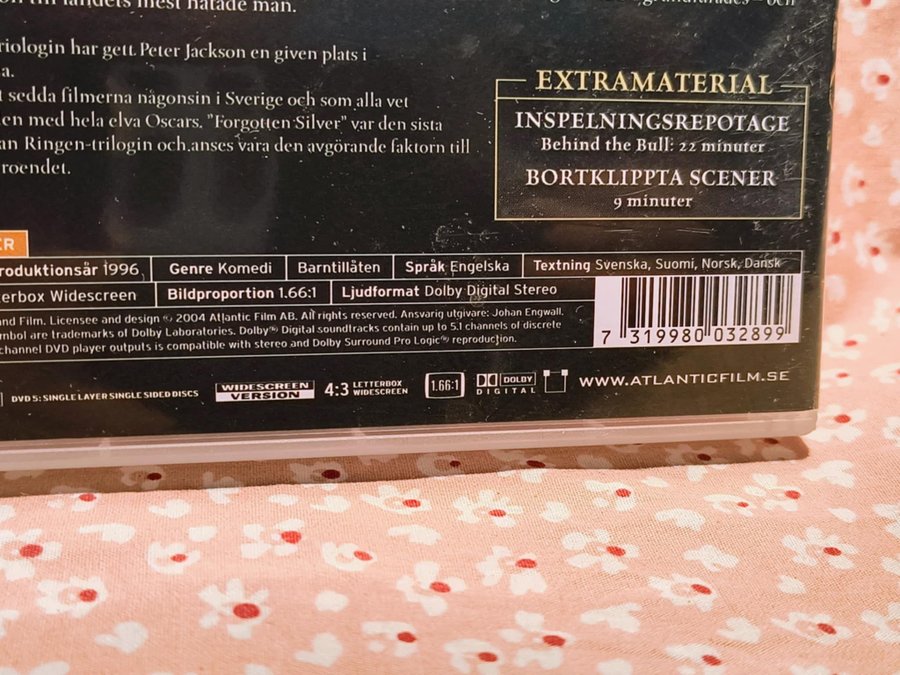 till landets mest hatade man.
riologin har gett Peter Jackson en given plats i
a.
t sedda filmerna någonsin i Sverige och som alla vet
en med hela elva Oscars. "Forgotten Silver" var den sista
an Ringen-trilogin och anses vara den avgörande faktorn till
roendet.
EXTRAMATERIAL
INSPELNINGSREPOTAGE
Behind the Bull: 22 minuter
BORTKLIPPTA SCENER
9 minuter
ER
roduktionsår 1996 Genre Komedi Barntillåten Språk Engelska Textning Svenska, Suomi, Norsk, Dansk
terbox Widescreen Bildproportion 1.66:1 Ljudformat Dolby Digital Stereo
nd Film. Licensee and design © 2004 Atlantic Film AB. All rights reserved. Ansvarig utgivare: Johan Engwall.
mbol are trademarks of Dolby Laboratories. Dolby® Digital soundtracks contain up to 5.1 channels of discrete
channel DVD player outputs is compatible with stereo and Dolby Surround Pro Logic® reproduction.
7 319980 032899
DVD 5: SINGLE LAYER SINGLE SIDED DISCS WIDESCREEN VERSION 4:3 LETTERBOX WIDESCREEN 1.66:1 DOLBY DIGITAL WWW.ATLANTICFILM.SE